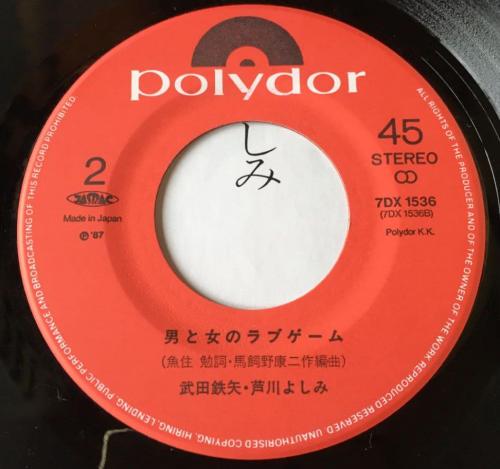 polydor
しみ
2
JASRAC
Made in Japan
℗'87
45
STEREO
7DX 1536
(7DX 1536B)
Polydor K.K.
男と女のラブゲーム
(魚住 勉詞・馬飼野康二作編曲)
武田鉄矢・芦川よしみ
ALL RIGHTS OF THE PRODUCER AND OF THE OWNER OF THE WORK REPRODUCED RESERVED. UNAUTHORISED COPYING, HIRING, LENDING, PUBLIC PERFORMANCE AND BROADCASTING OF THIS RECORD PROHIBITED.